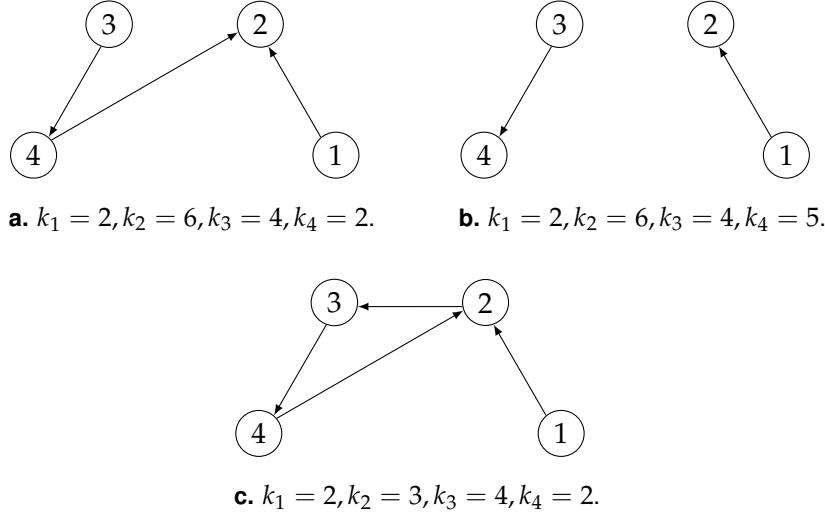 3 2 3 2
4 1 4 1
a. k₁ = 2, k₂ = 6, k₃ = 4, k₄ = 2. b. k₁ = 2, k₂ = 6, k₃ = 4, k₄ = 5.
3 2
4 1
c. k₁ = 2, k₂ = 3, k₃ = 4, k₄ = 2.